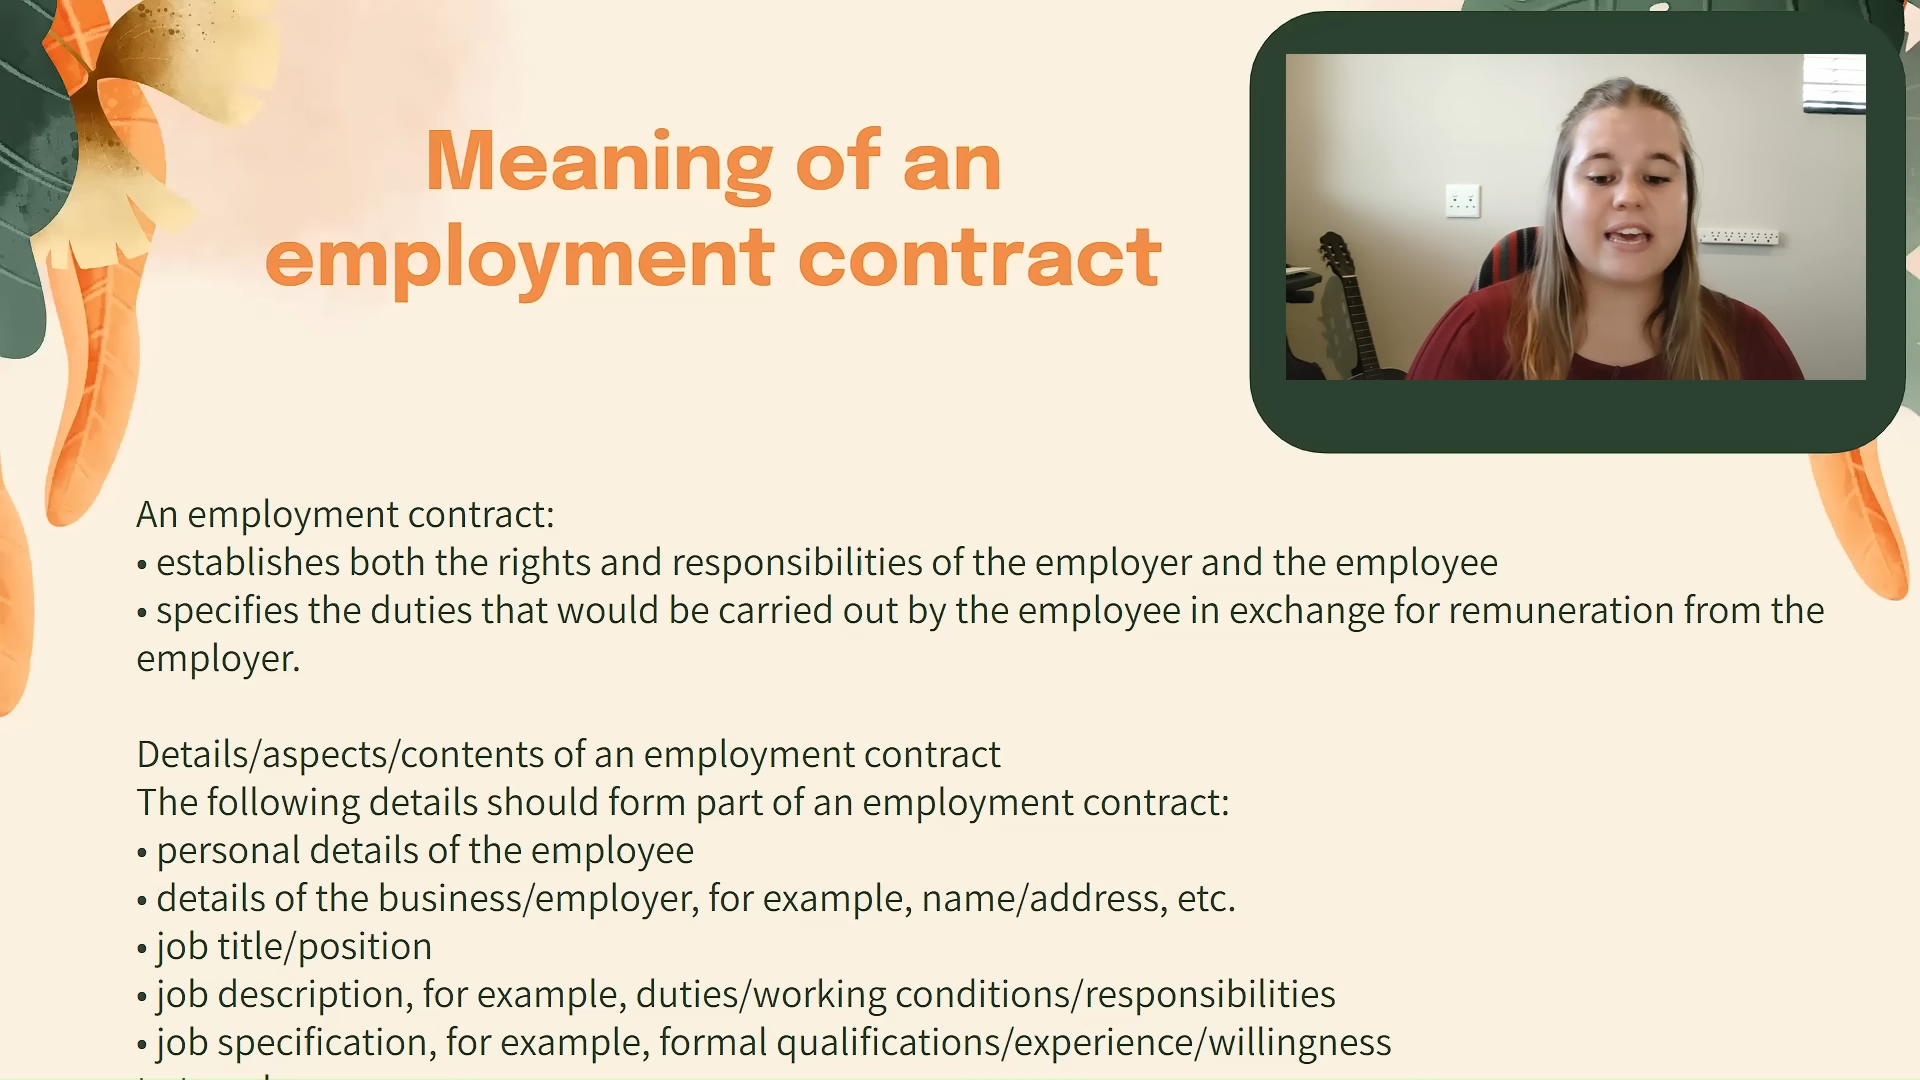 Meaning of an
employment contract
An employment contract:
• establishes both the rights and responsibilities of the employer and the employee
• specifies the duties that would be carried out by the employee in exchange for remuneration from the
employer.
Details/aspects/contents of an employment contract
The following details should form part of an employment contract:
• personal details of the employee
• details of the business/employer, for example, name/address, etc.
• job title/position
• job description, for example, duties/working conditions/responsibilities
• job specification, for example, formal qualifications/experience/willingness